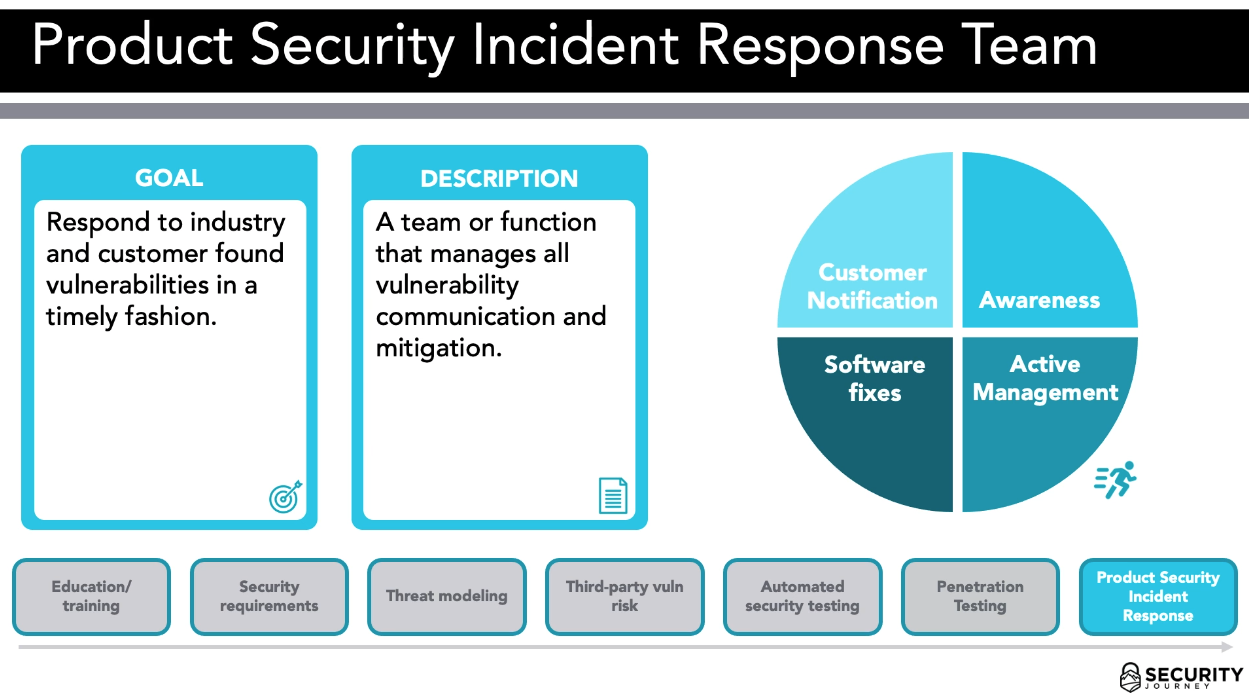 Product Security Incident Response Team
GOAL
Respond to industry
and customer found
vulnerabilities in a
timely fashion.
DESCRIPTION
A team or function
that manages all
vulnerability
communication and
mitigation.
Customer
Notification
Awareness
Software
fixes
Active
Management
Education/
training
Security
requirements
Threat modeling
Third-party vuln
risk
Automated
security testing
Penetration
Testing
Product Security
Incident
Response
SECURITY
JOURNEY